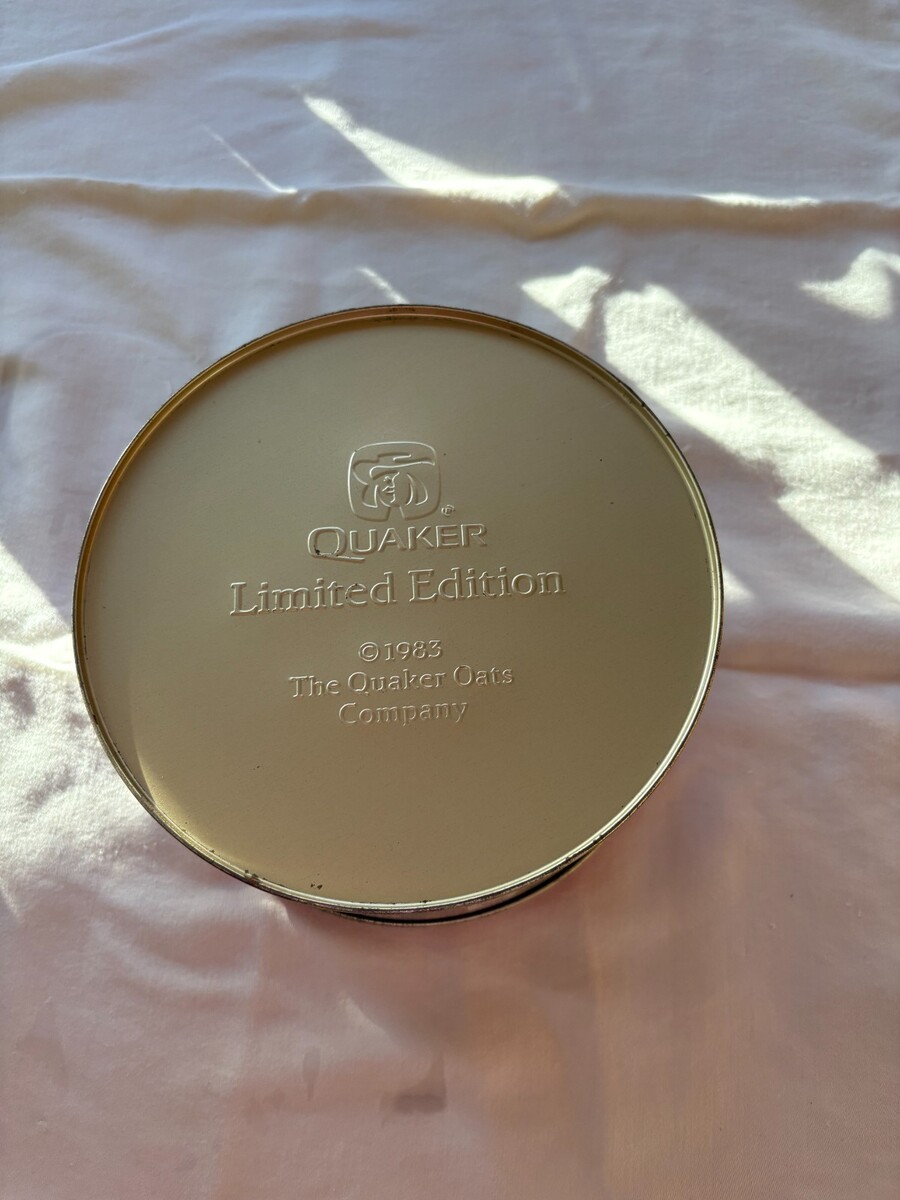 ®
QUAKER
Limited Edition
©1983
The Quaker Oats
Company